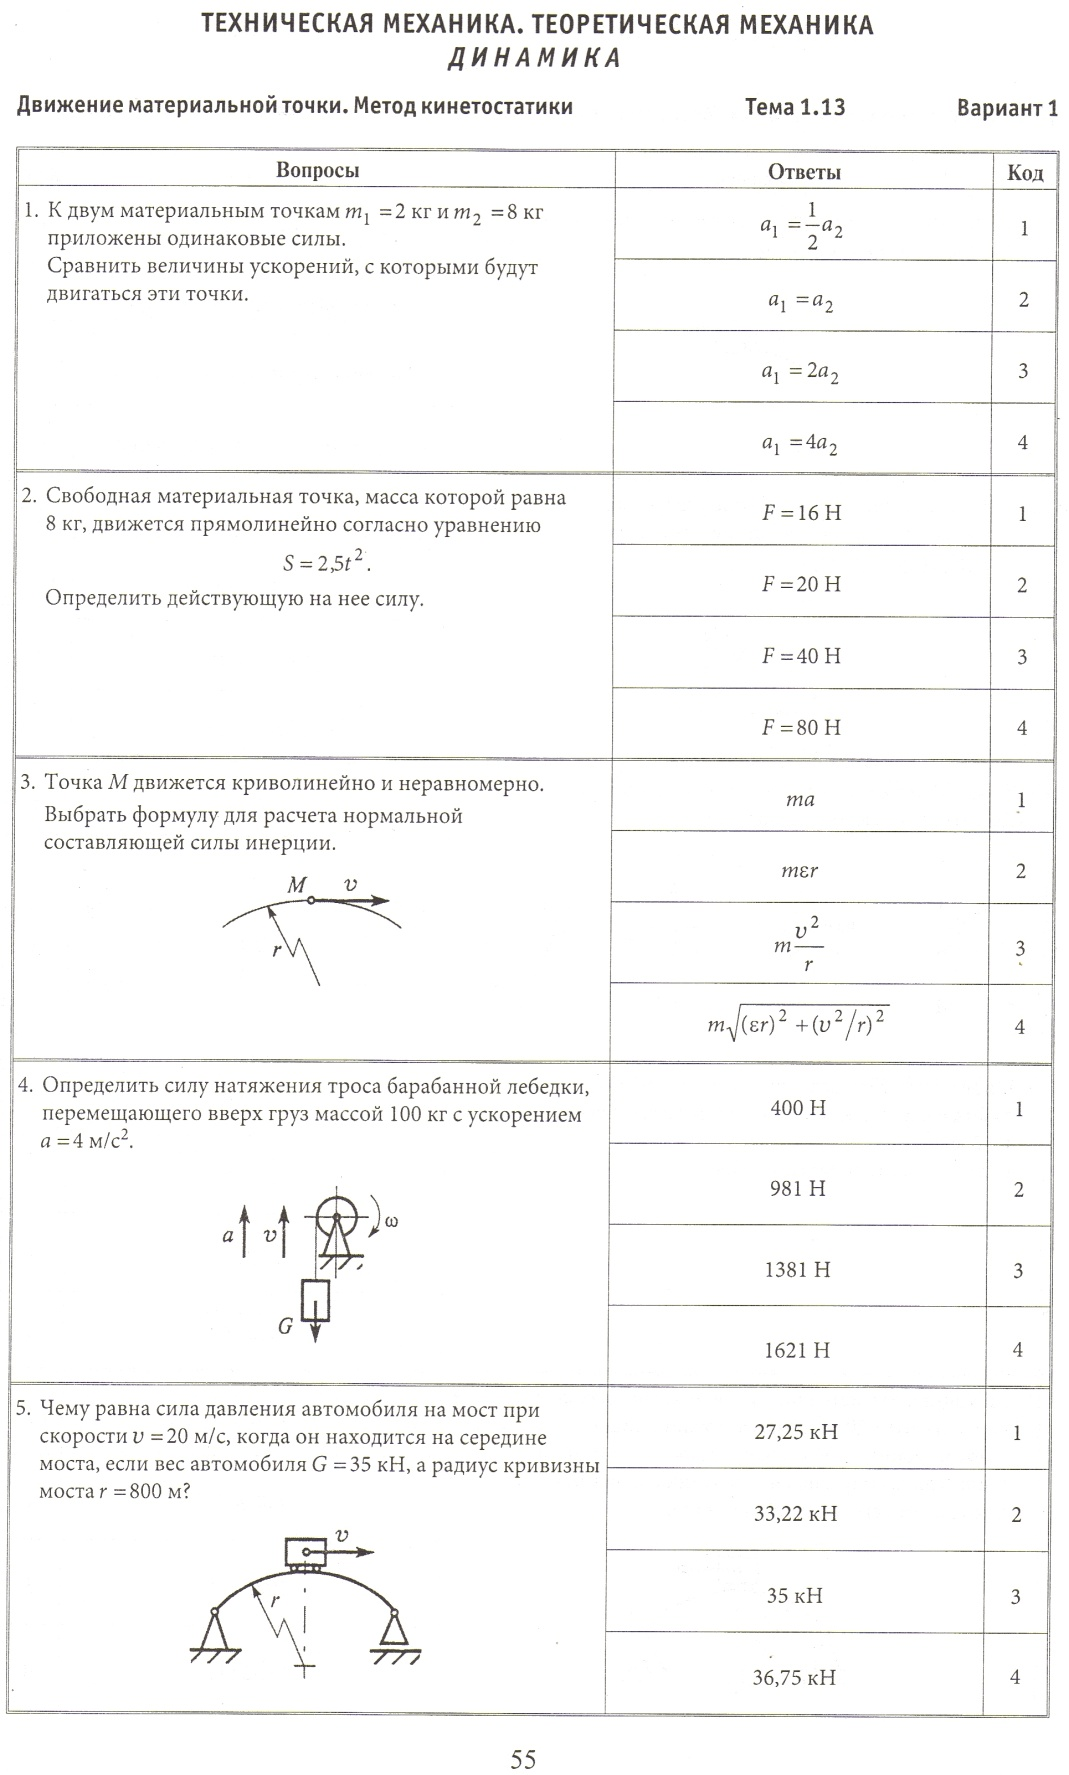 ТЕХНИЧЕСКАЯ МЕХАНИКА. ТЕОРЕТИЧЕСКАЯ МЕХАНИКА
ДИНАМИКА
Движение материальной точки. Метод кинетостатики Тема 1.13 Вариант 1
Вопросы Ответы Код
1. К двум материальным точкам m₁ =2 кг и m₂ =8 кг
приложены одинаковые силы.
Сравнить величины ускорений, с которыми будут
двигаться эти точки.
a₁ = 1/2 a₂ 1
a₁ =a₂ 2
a₁ =2a₂ 3
a₁ =4a₂ 4
2. Свободная материальная точка, масса которой равна
8 кг, движется прямолинейно согласно уравнению
S = 2,5t².
Определить действующую на нее силу.
F =16 Н 1
F =20 Н 2
F =40 Н 3
F =80 Н 4
3. Точка M движется криволинейно и неравномерно.
Выбрать формулу для расчета нормальной
составляющей силы инерции.
M v
r
ma 1
mεr 2
m v²/r 3
m√((εr)² +(v²/r)²) 4
4. Определить силу натяжения троса барабанной лебедки,
перемещающего вверх груз массой 100 кг с ускорением
a =4 м/с².
a v ω
G
400 Н 1
981 Н 2
1381 Н 3
1621 Н 4
5. Чему равна сила давления автомобиля на мост при
скорости v =20 м/с, когда он находится на середине
моста, если вес автомобиля G =35 кН, а радиус кривизны
моста r =800 м?
v
r
27,25 кН 1
33,22 кН 2
35 кН 3
36,75 кН 4
55